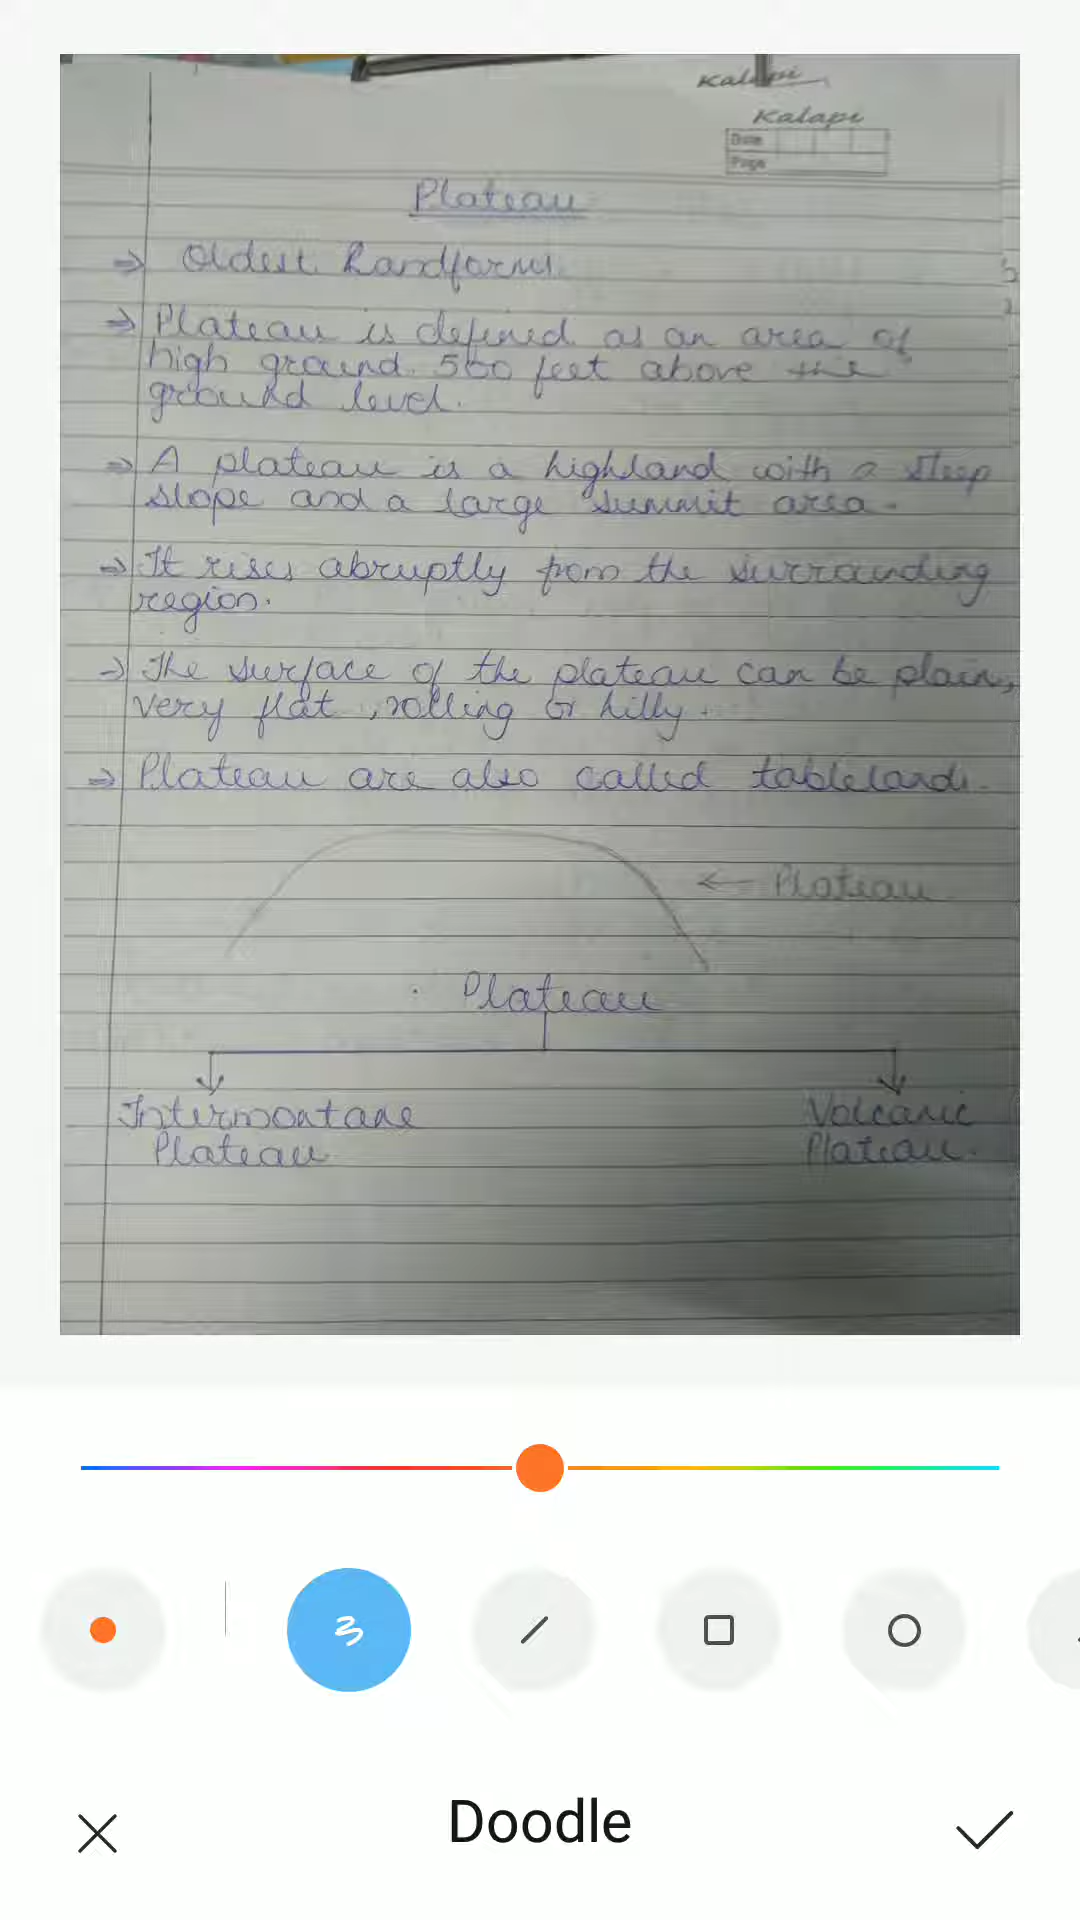 Kalapi
Kalapi
Date
Page
Plateau
⇒ Oldest Landforms.
⇒ Plateau is defined as an area of
high ground 500 feet above the
ground level.
⇒ A plateau is a highland with a steep
slope and a large summit area.
⇒ It rises abruptly from the surrounding
region.
⇒ The surface of the plateau can be plain,
very flat, rolling or hilly.
⇒ Plateau are also called tablelands.
← Plateau
Plateau
Intermontane
Plateau
Volcanic
Plateau.
Doodle